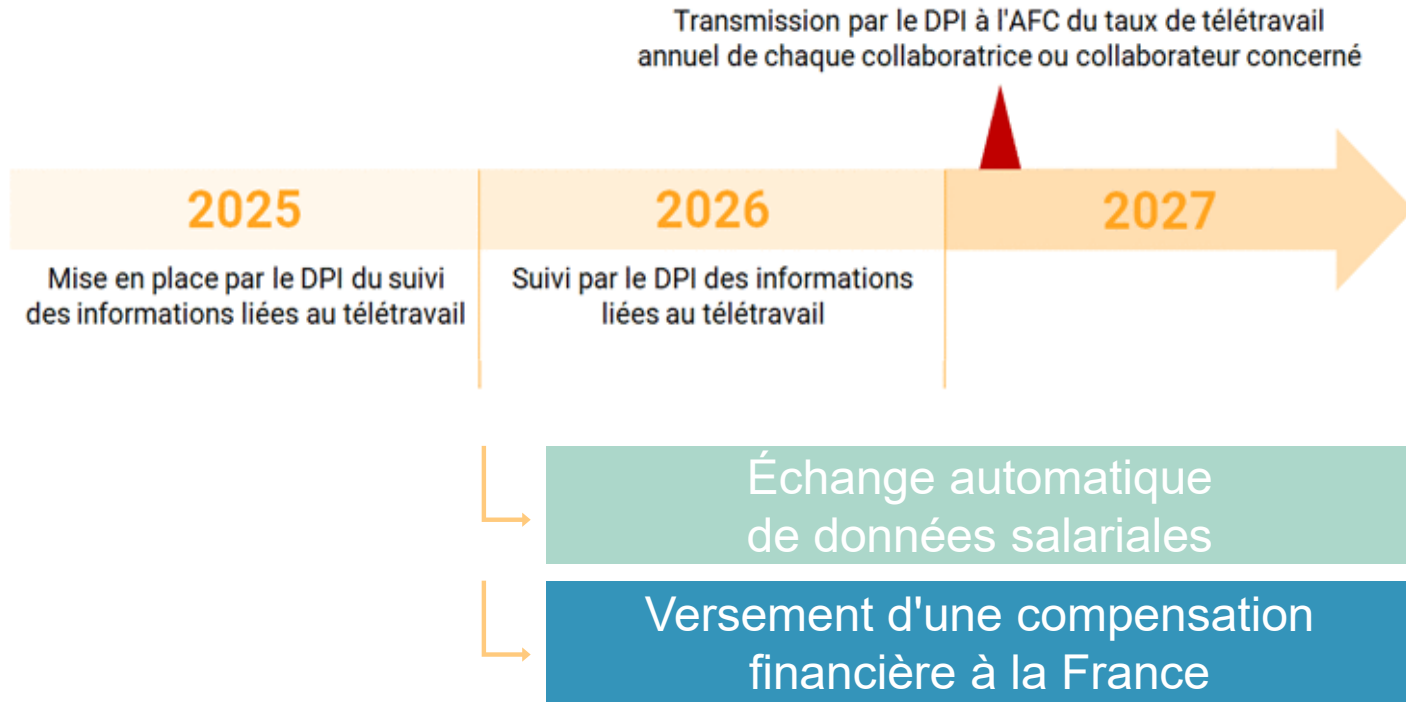 Transmission par le DPI à l'AFC du taux de télétravail
annuel de chaque collaboratrice ou collaborateur concerné
2025
2026
2027
Mise en place par le DPI du suivi
des informations liées au télétravail
Suivi par le DPI des informations
liées au télétravail
Échange automatique
de données salariales
Versement d'une compensation
financière à la France